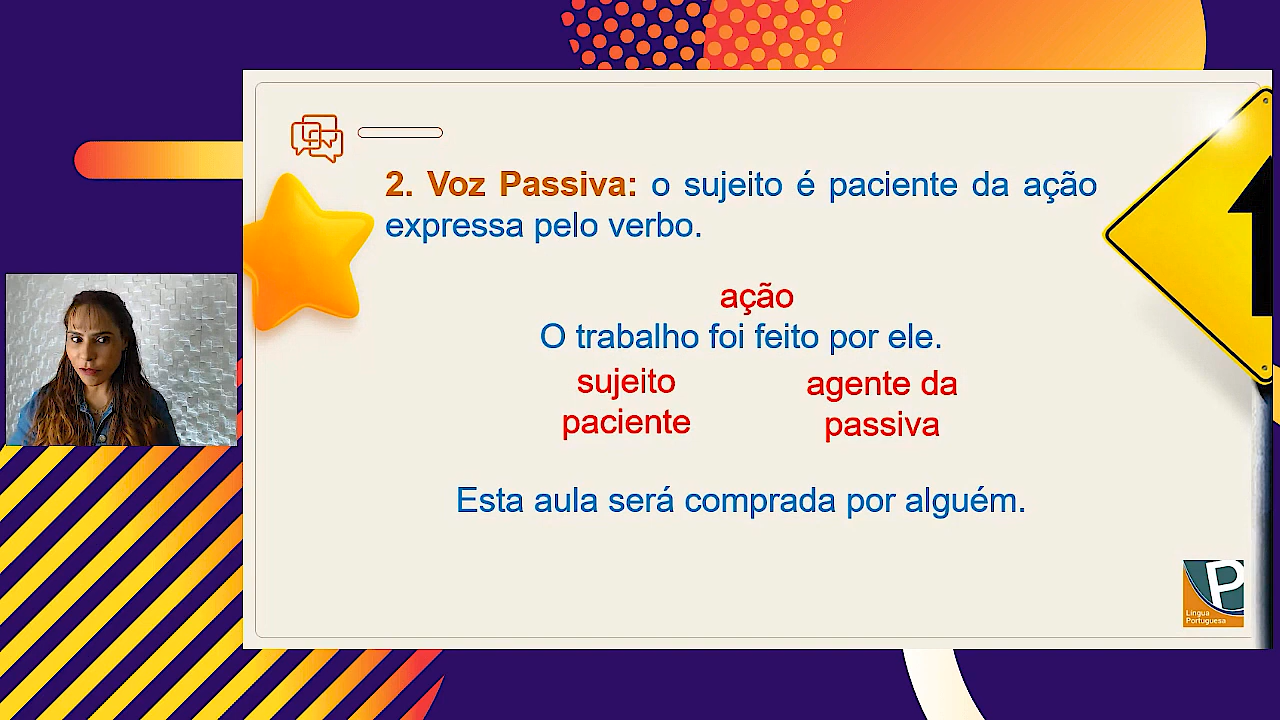 2. Voz Passiva: o sujeito é paciente da ação
expressa pelo verbo.
ação
O trabalho foi feito por ele.
sujeito agente da
paciente passiva
Esta aula será comprada por alguém.
P
Língua
Portuguesa